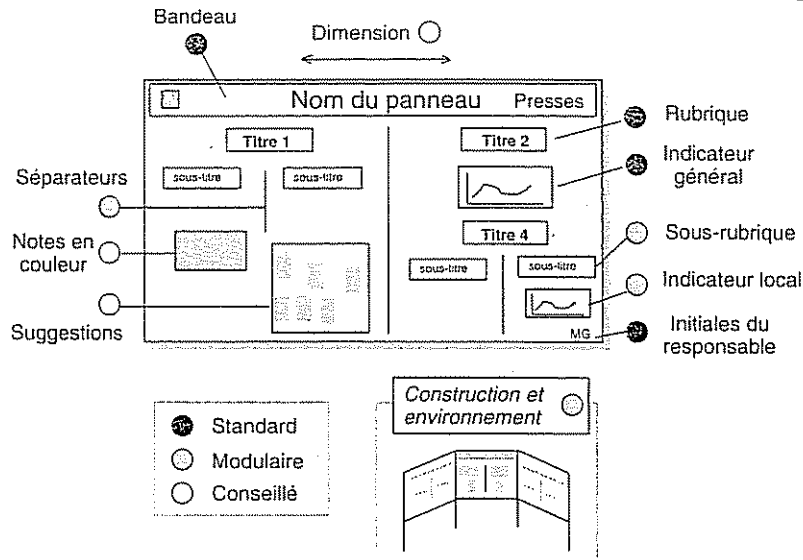 Bandeau
Dimension
Nom du panneau
Presses
Titre 1
Titre 2
Rubrique
Indicateur
général
sous-titre
sous-titre
Séparateurs
Titre 4
Sous-rubrique
Notes en
couleur
sous-titre
sous-titre
Indicateur local
Suggestions
MG
Initiales du
responsable
Construction et
environnement
Standard
Modulaire
Conseillé